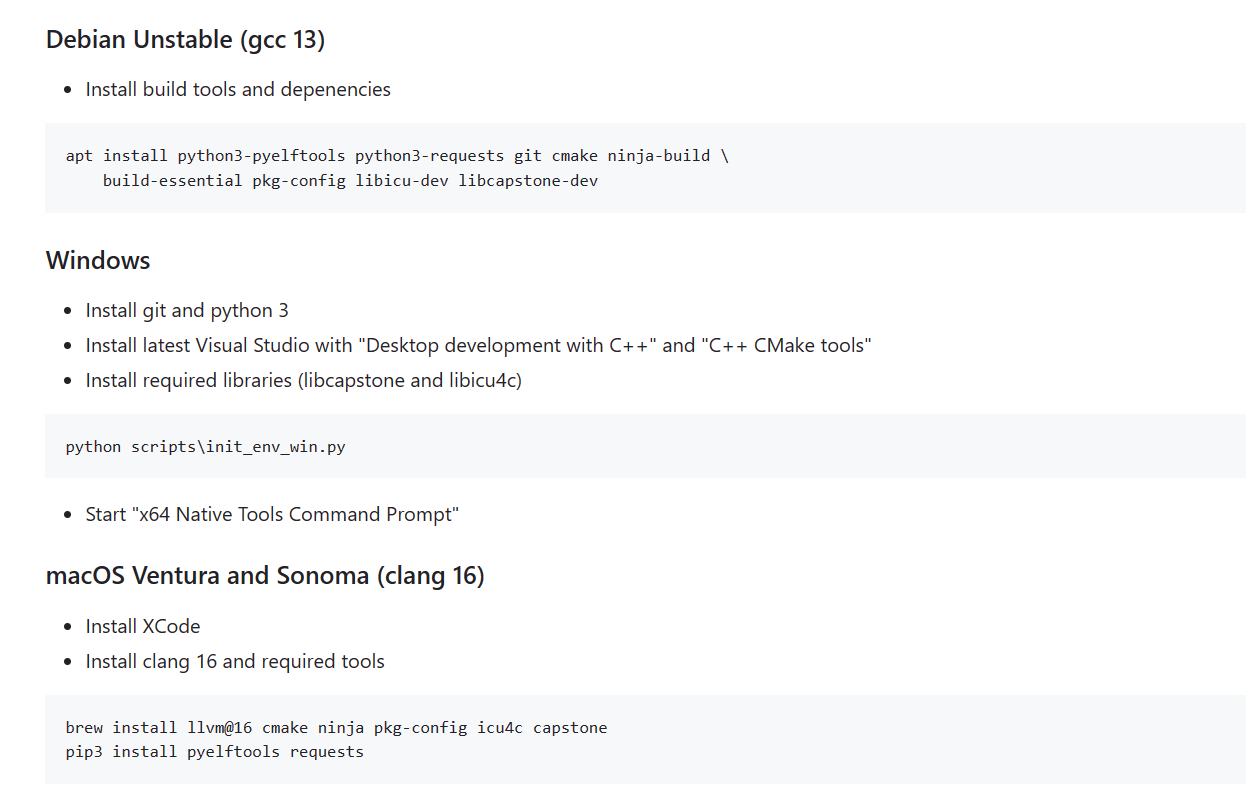 Debian Unstable (gcc 13)
• Install build tools and depenencies
apt install python3-pyelftools python3-requests git cmake ninja-build \
    build-essential pkg-config libicu-dev libcapstone-dev
Windows
• Install git and python 3
• Install latest Visual Studio with "Desktop development with C++" and "C++ CMake tools"
• Install required libraries (libcapstone and libicu4c)
python scripts\init_env_win.py
• Start "x64 Native Tools Command Prompt"
macOS Ventura and Sonoma (clang 16)
• Install XCode
• Install clang 16 and required tools
brew install llvm@16 cmake ninja pkg-config icu4c capstone
pip3 install pyelftools requests